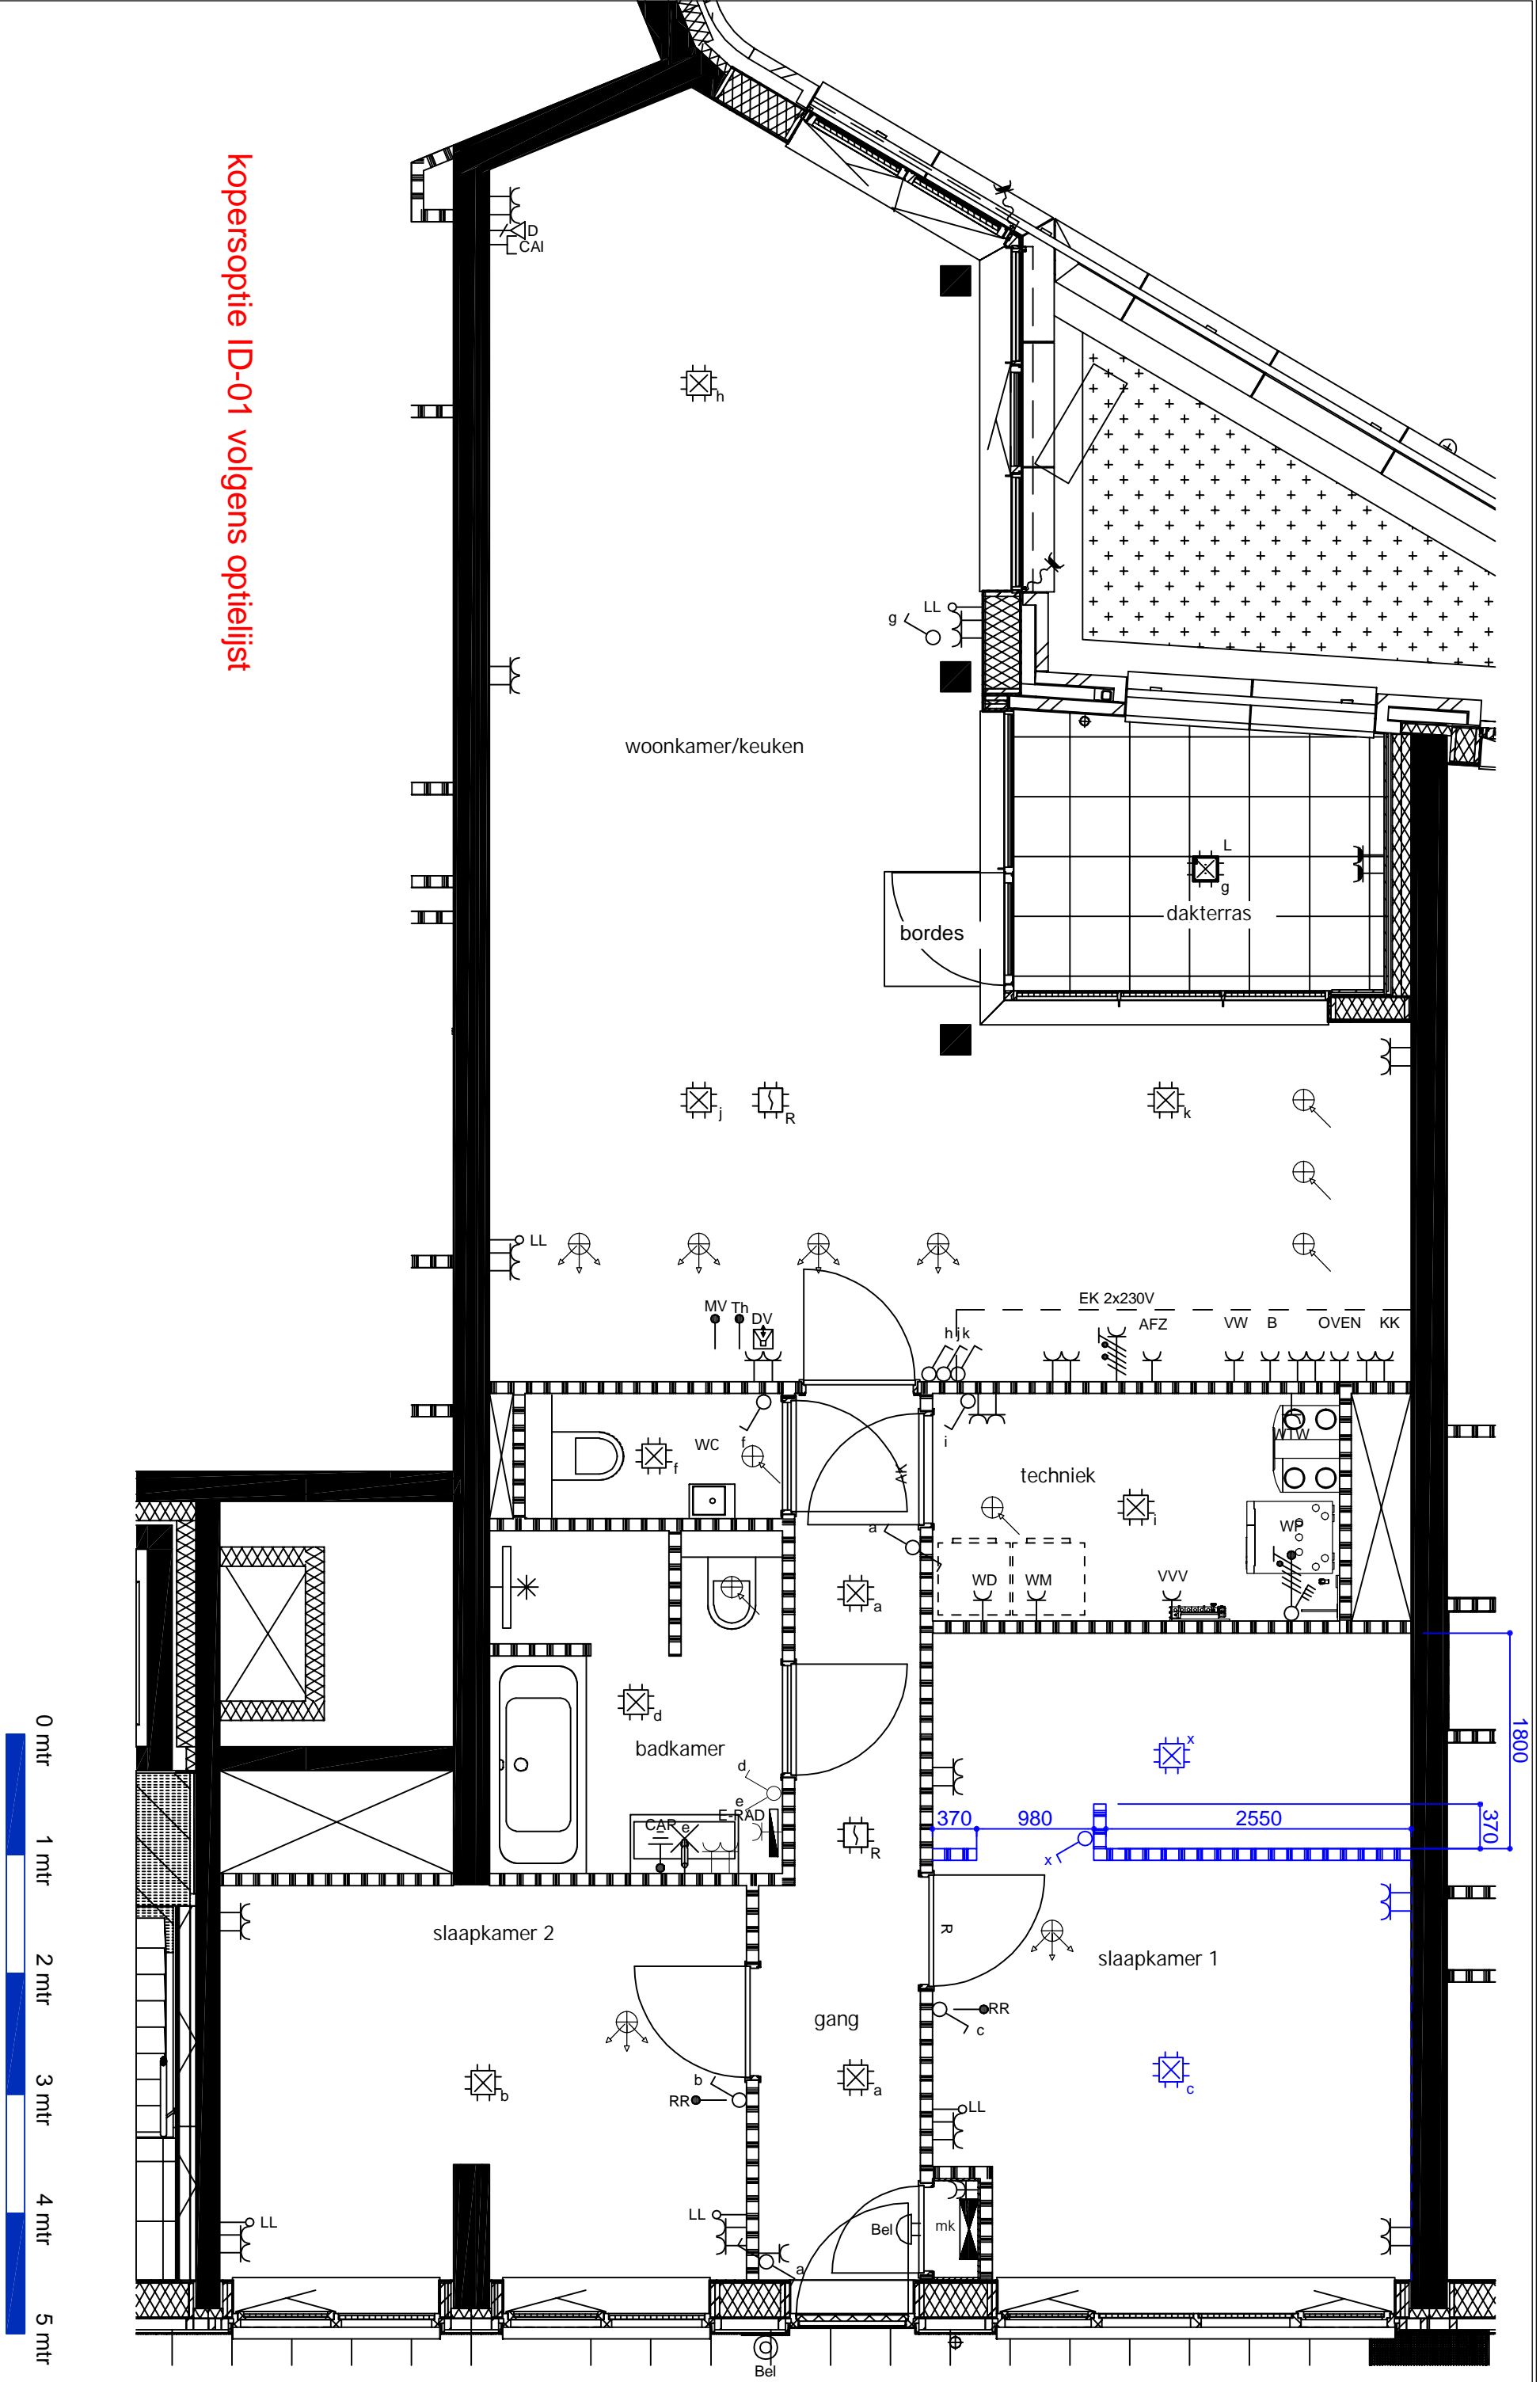 kopersoptie ID-01 volgens optielijst
D
CAI
h
LL
g
woonkamer/keuken
L
g
dakterras
bordes
j
R
k
LL
MV Th
DV
EK 2x230V
AFZ
VW
B
OVEN
KK
h j k
f
WC
f
i
AK
techniek
WTW
i
a
WP
WD
WM
VVV
a
d
badkamer
d
e
E-RAD
CAR
e
R
x
1800
370
980
2550
370
x
slaapkamer 2
R
slaapkamer 1
gang
RR
c
b
RR
b
a
c
LL
LL
LL
Bel
mk
a
Bel
0 mtr
1 mtr
2 mtr
3 mtr
4 mtr
5 mtr